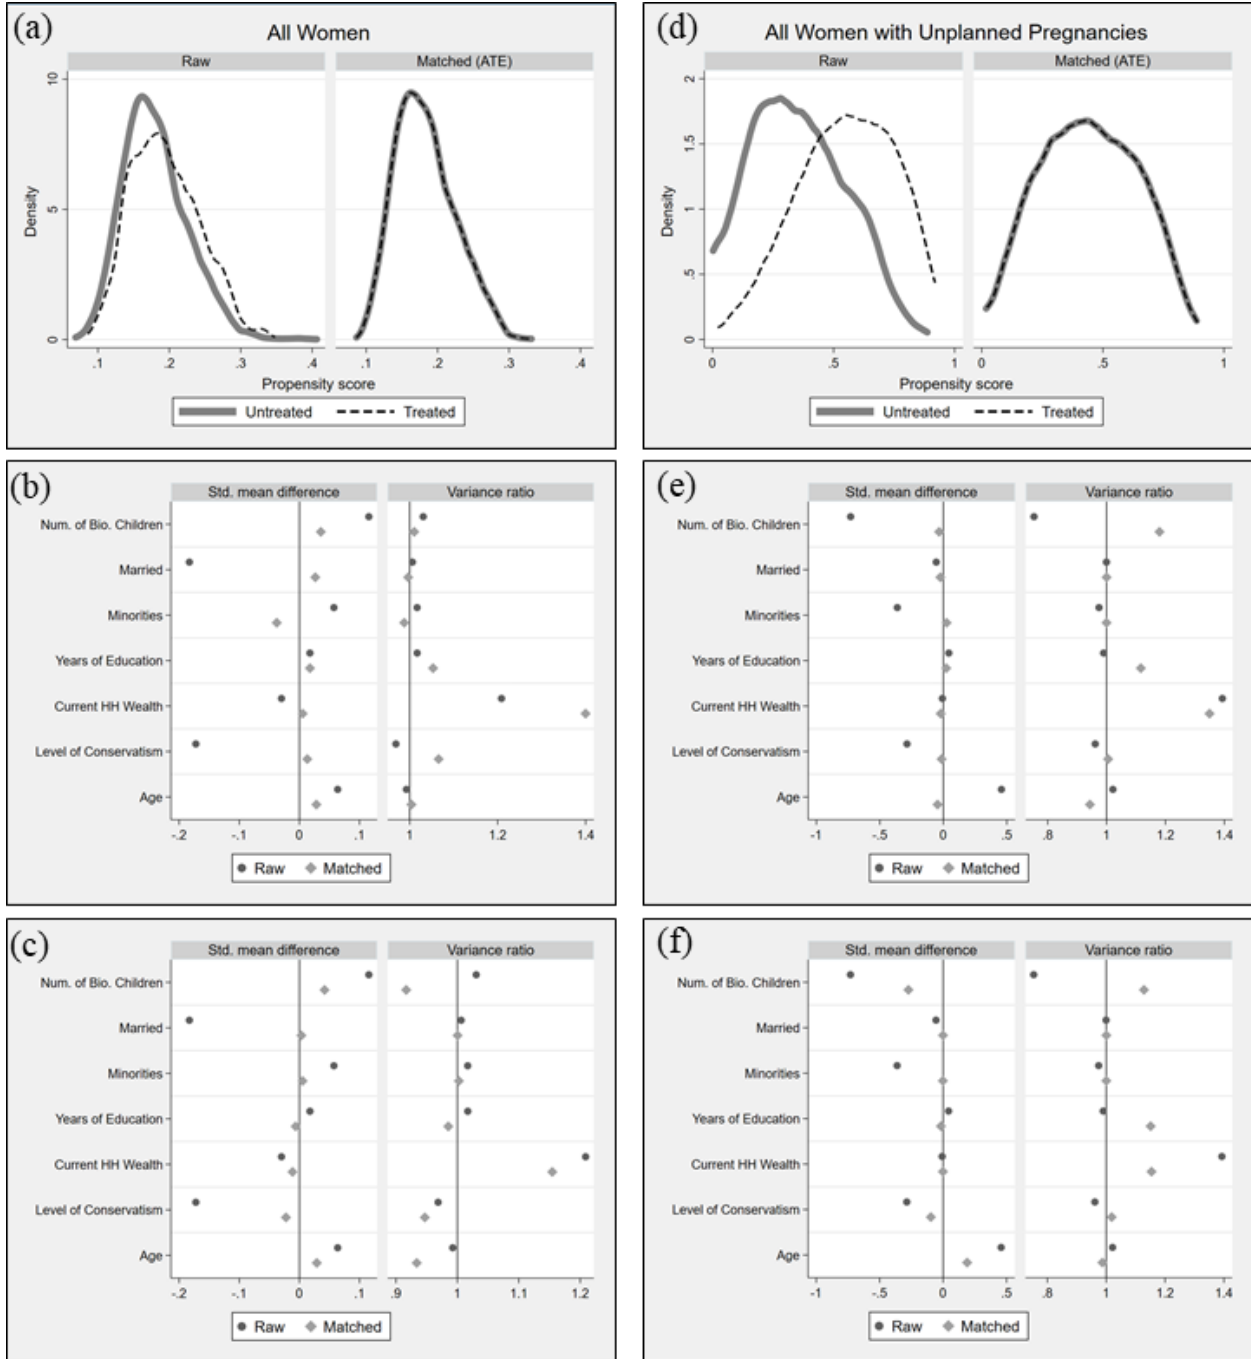 (a)
All Women
Raw
Matched (ATE)
10
5
0
Density
.1 .2 .3 .4
.1 .2 .3 .4
Propensity score
Untreated Treated
(d)
All Women with Unplanned Pregnancies
Raw
Matched (ATE)
2
1.5
1
.5
0
Density
0 .5 1
0 .5 1
Propensity score
Untreated Treated
(b)
Std. mean difference
Variance ratio
Num. of Bio. Children
Married
Minorities
Years of Education
Current HH Wealth
Level of Conservatism
Age
-.2 -.1 0 .1
1 1.2 1.4
Raw Matched
(e)
Std. mean difference
Variance ratio
Num. of Bio. Children
Married
Minorities
Years of Education
Current HH Wealth
Level of Conservatism
Age
-1 -.5 0 .5
.8 1 1.2 1.4
Raw Matched
(c)
Std. mean difference
Variance ratio
Num. of Bio. Children
Married
Minorities
Years of Education
Current HH Wealth
Level of Conservatism
Age
-.2 -.1 0 .1
.9 1 1.1 1.2
Raw Matched
(f)
Std. mean difference
Variance ratio
Num. of Bio. Children
Married
Minorities
Years of Education
Current HH Wealth
Level of Conservatism
Age
-1 -.5 0 .5
.8 1 1.2 1.4
Raw Matched